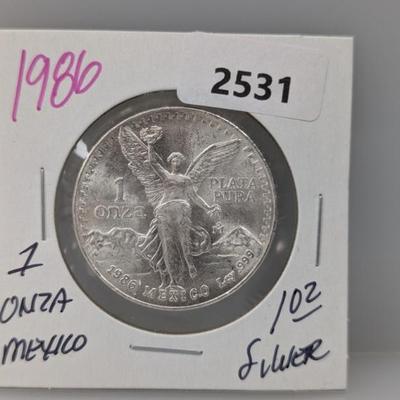 1986
2531
1
ONZA
PLATA
PURA
M̊
1986 MEXICO LEY .999
1
ONZA
MEXICO
1OZ
SILVER